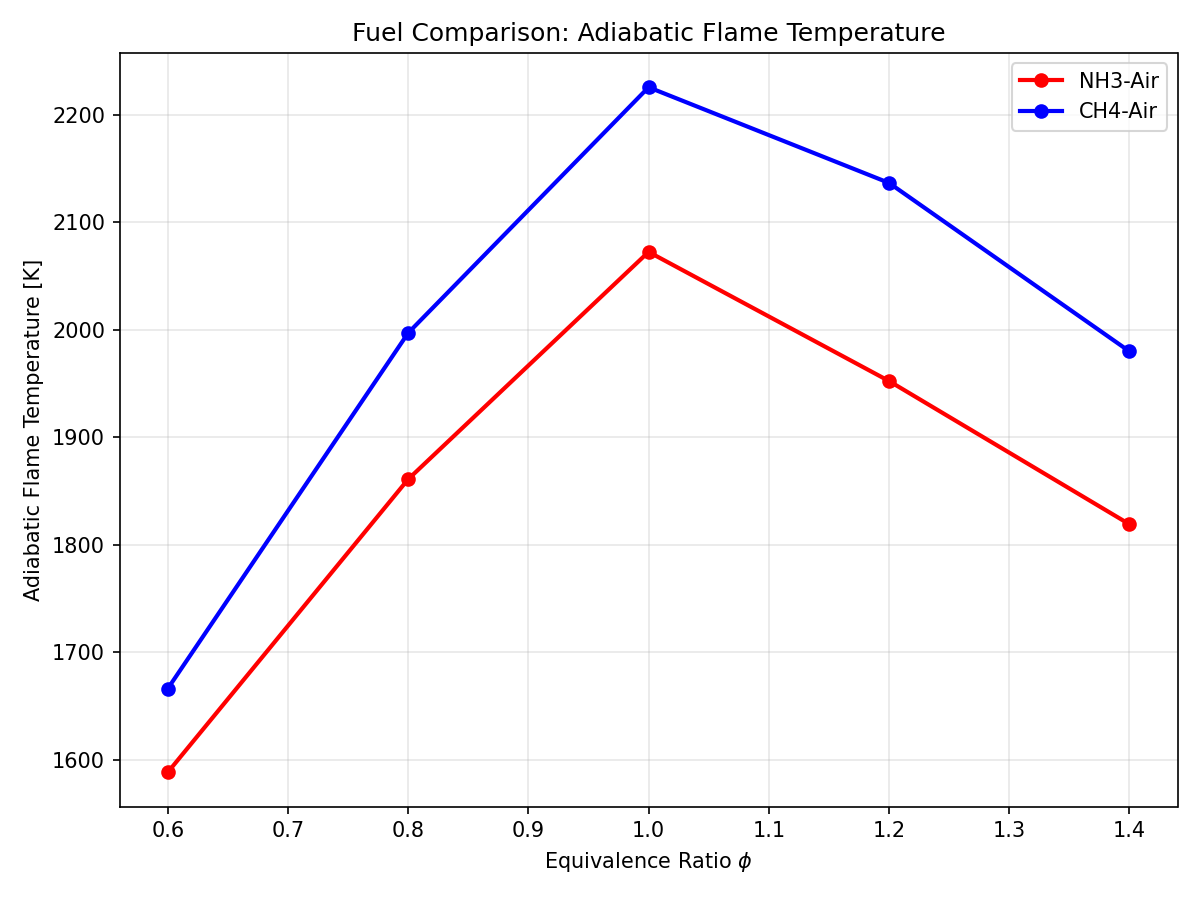 Fuel Comparison: Adiabatic Flame Temperature
NH3-Air
CH4-Air
Adiabatic Flame Temperature [K]
2200
2100
2000
1900
1800
1700
1600
0.6 0.7 0.8 0.9 1.0 1.1 1.2 1.3 1.4
Equivalence Ratio ϕ